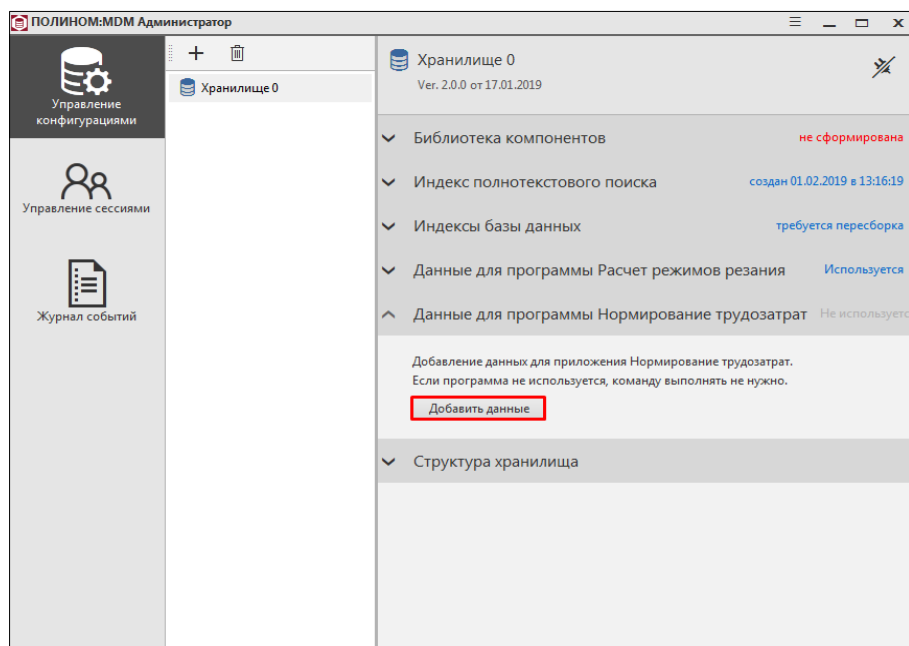 ПОЛИНОМ:MDM Администратор
Управление
конфигурациями
Управление сессиями
Журнал событий
Хранилище 0
Хранилище 0
Ver. 2.0.0 от 17.01.2019
Библиотека компонентов не сформирована
Индекс полнотекстового поиска создан 01.02.2019 в 13:16:19
Индексы базы данных требуется пересборка
Данные для программы Расчет режимов резания Используется
Данные для программы Нормирование трудозатрат Не используетс
Добавление данных для приложения Нормирование трудозатрат.
Если программа не используется, команду выполнять не нужно.
Добавить данные
Структура хранилища